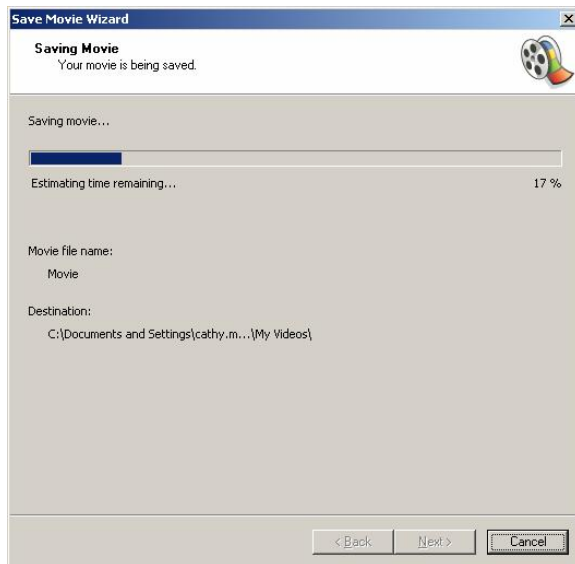 Save Movie Wizard
Saving Movie
Your movie is being saved.
Saving movie...
Estimating time remaining... 17 %
Movie file name:
Movie
Destination:
C:\Documents and Settings\cathy.m...\My Videos\
< Back Next > Cancel